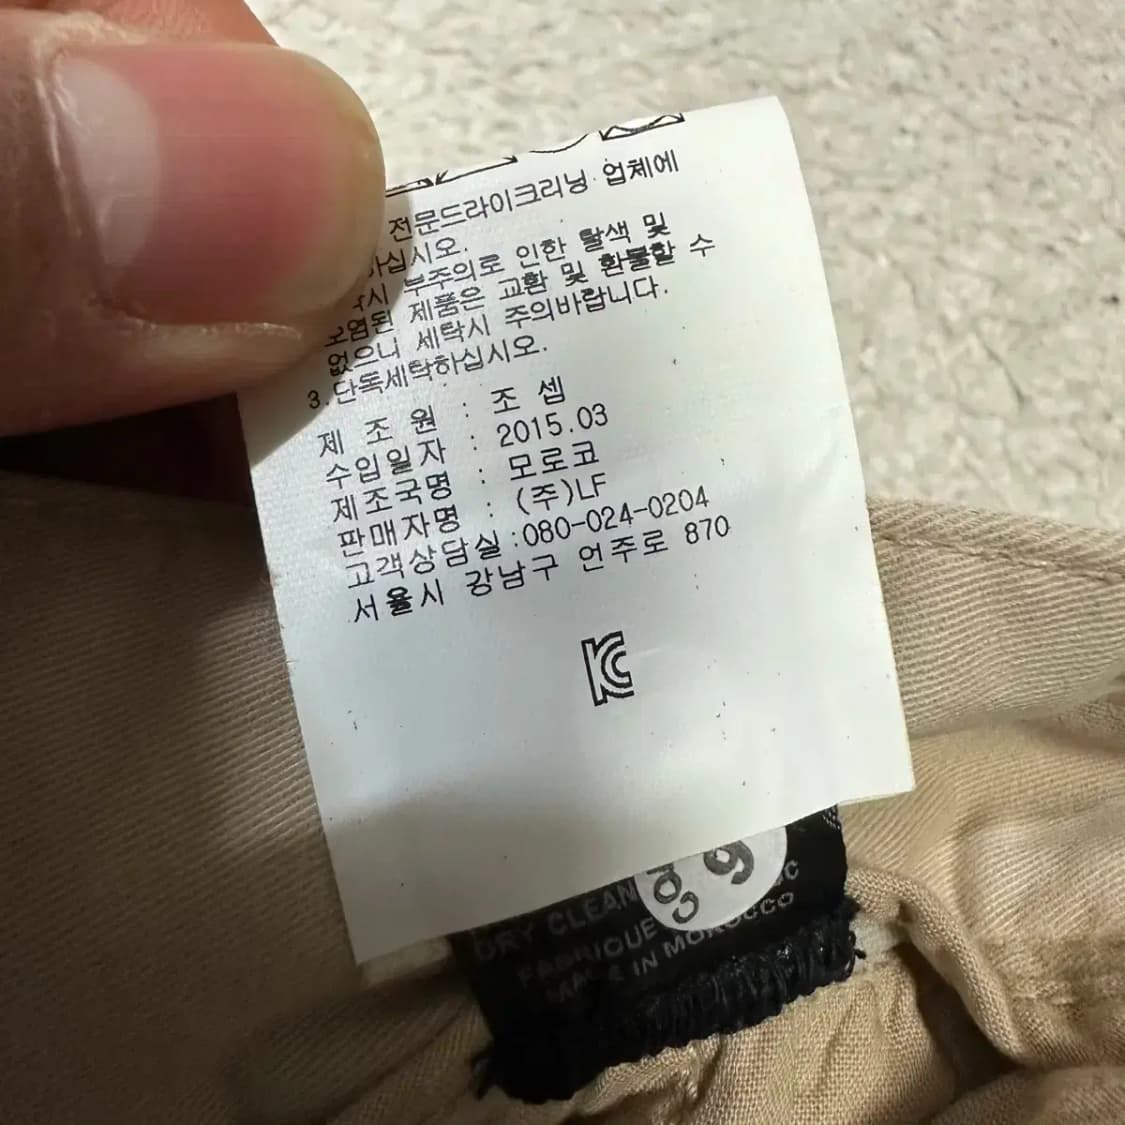 전문드라이크리닝 업체에
하십시오.
부주의로 인한 탈색 및
오염된 제품은 교환 및 환불할 수
없으니 세탁시 주의바랍니다.
3.단독세탁하십시오.
제 조 원 : 조 셉
수입일자 : 2015.03
제조국명 : 모로코
판매자명 : (주)LF
고객상담실:080-024-0204
서울시 강남구 언주로 870
KC
DRY CLEAN
FABRIQUE
MADE IN MOROCCO